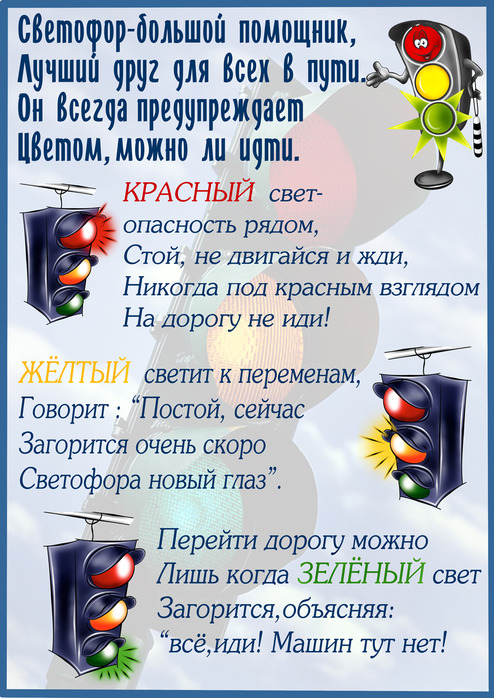 Светофор-большой помощник,
Лучший друг для всех в пути.
Он всегда предупреждает
Цветом, можно ли идти.
КРАСНЫЙ свет-
опасность рядом,
Стой, не двигайся и жди,
Никогда под красным взглядом
На дорогу не иди!
ЖЁЛТЫЙ светит к переменам,
Говорит : “Постой, сейчас
Загорится очень скоро
Светофора новый глаз”.
Перейти дорогу можно
Лишь когда ЗЕЛЁНЫЙ свет
Загорится,объясняя:
“всё,иди! Машин тут нет!